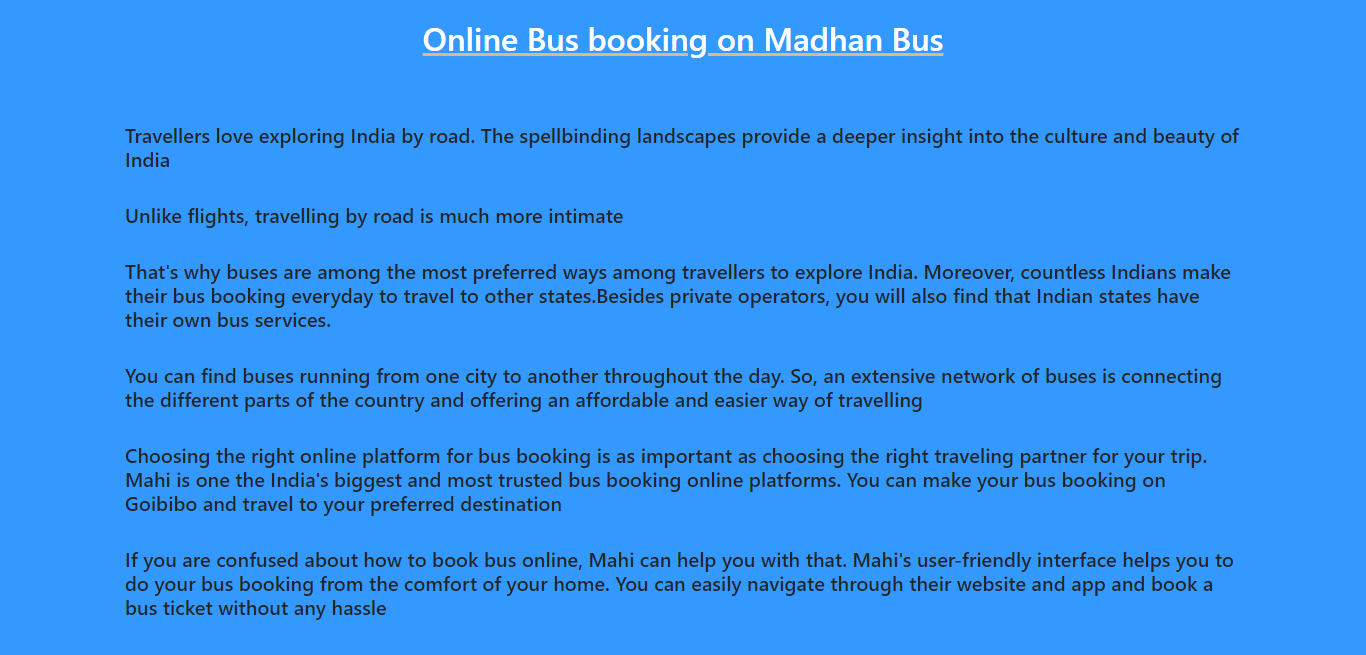 Online Bus booking on Madhan Bus
Travellers love exploring India by road. The spellbinding landscapes provide a deeper insight into the culture and beauty of
India
Unlike flights, travelling by road is much more intimate
That's why buses are among the most preferred ways among travellers to explore India. Moreover, countless Indians make
their bus booking everyday to travel to other states.Besides private operators, you will also find that Indian states have
their own bus services.
You can find buses running from one city to another throughout the day. So, an extensive network of buses is connecting
the different parts of the country and offering an affordable and easier way of travelling
Choosing the right online platform for bus booking is as important as choosing the right traveling partner for your trip.
Mahi is one the India's biggest and most trusted bus booking online platforms. You can make your bus booking on
Goibibo and travel to your preferred destination
If you are confused about how to book bus online, Mahi can help you with that. Mahi's user-friendly interface helps you to
do your bus booking from the comfort of your home. You can easily navigate through their website and app and book a
bus ticket without any hassle